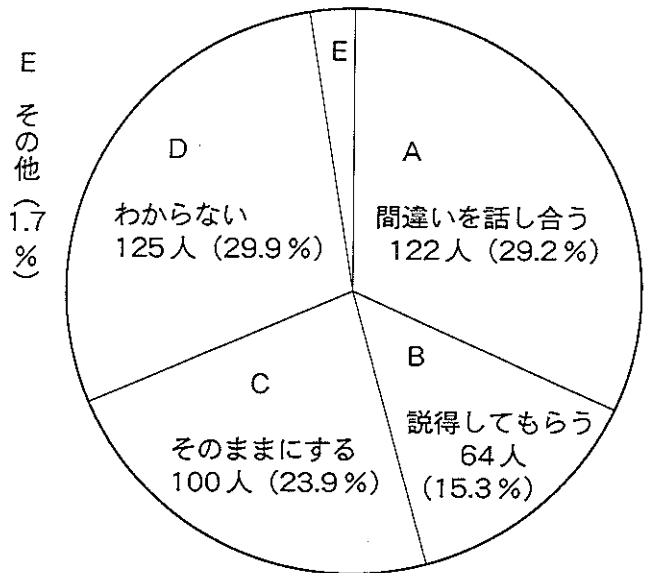 E その他（1.7%）
E
A
間違いを話し合う
122人（29.2%）
B
説得してもらう
64人
（15.3%）
C
そのままにする
100人（23.9%）
D
わからない
125人（29.9%）